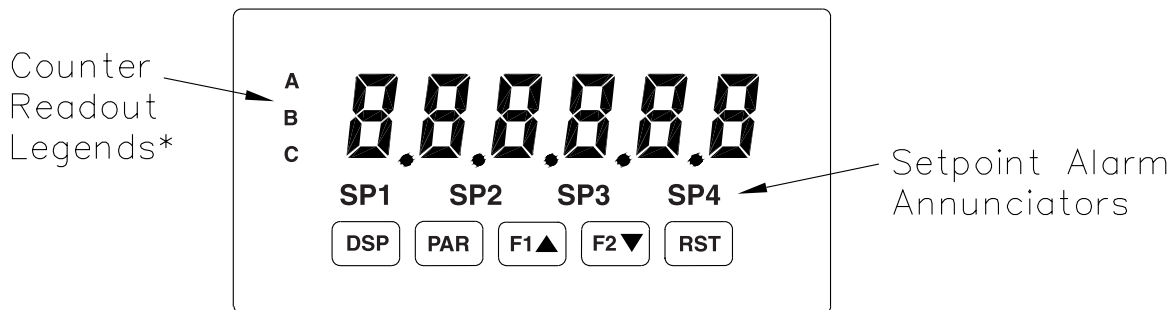 Counter
Readout
Legends*
A
B
C
8.8.8.8.8.8
SP1 SP2 SP3 SP4
DSP PAR F1▲ F2▼ RST
Setpoint Alarm
Annunciators